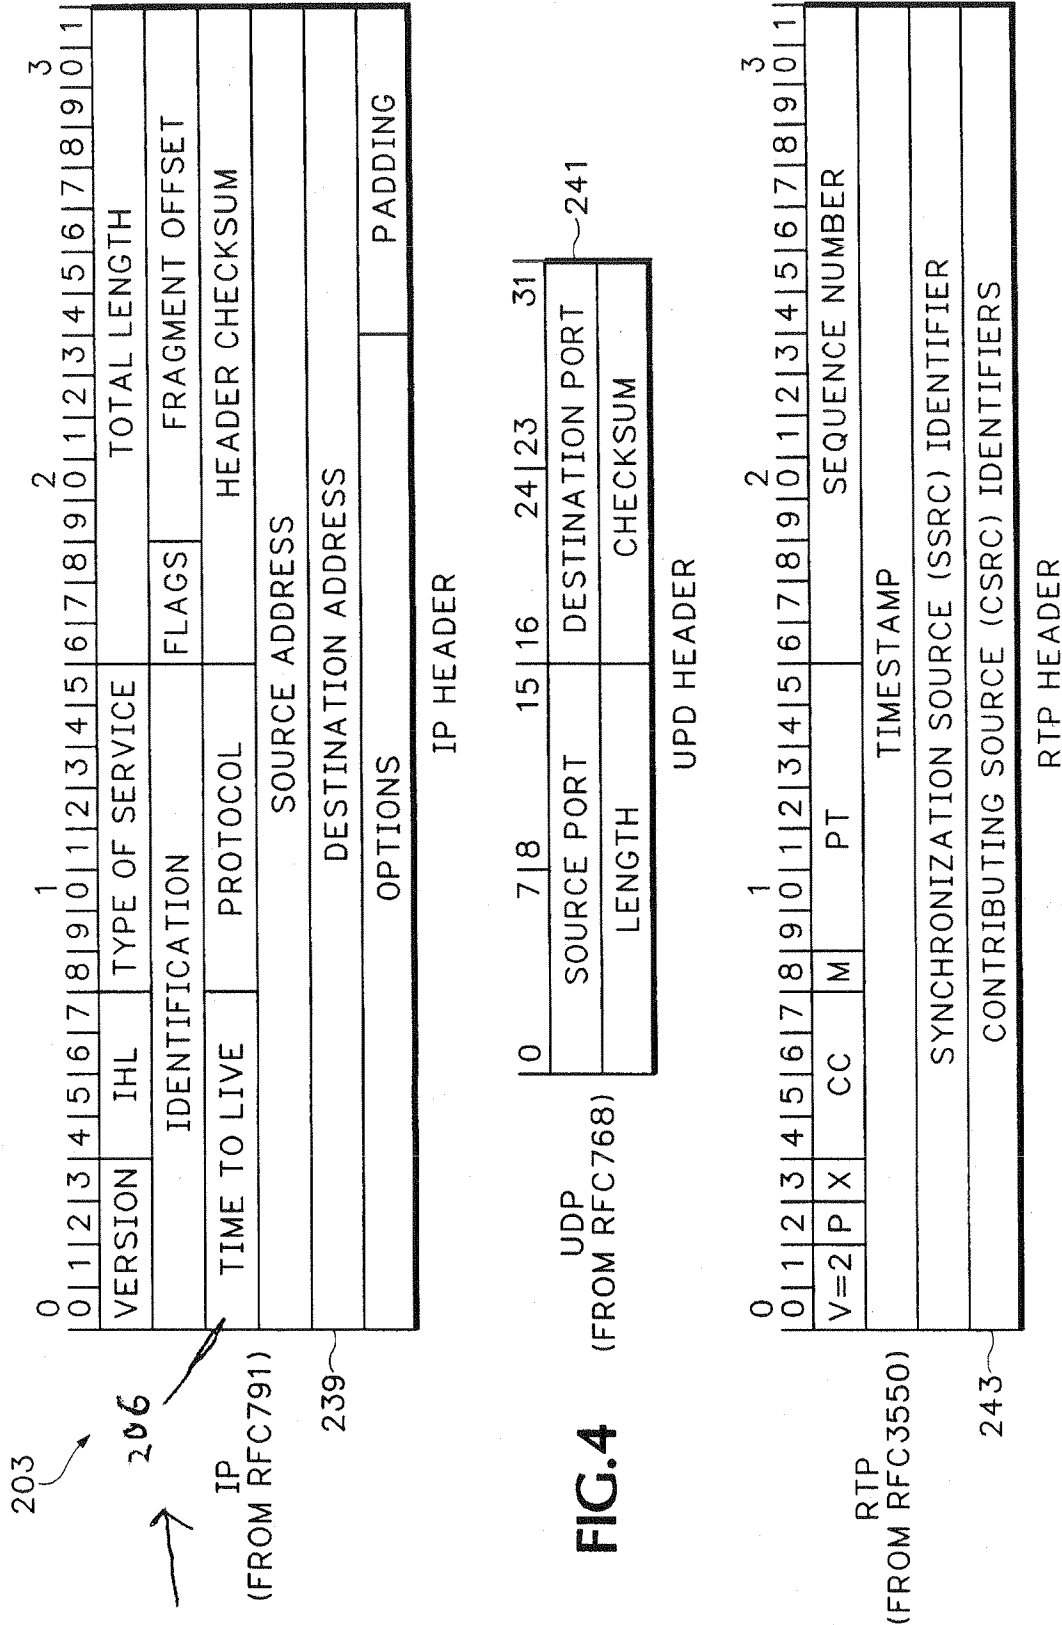 203
206
0 1 2 3
0|1|2|3|4|5|6|7|8|9|0|1|2|3|4|5|6|7|8|9|0|1|2|3|4|5|6|7|8|9|0|1
VERSION IHL TYPE OF SERVICE TOTAL LENGTH
IDENTIFICATION FLAGS FRAGMENT OFFSET
TIME TO LIVE PROTOCOL HEADER CHECKSUM
SOURCE ADDRESS
DESTINATION ADDRESS
OPTIONS PADDING
IP
(FROM RFC791)
239
IP HEADER
0 7|8 15|16 24|23 31
SOURCE PORT DESTINATION PORT
LENGTH CHECKSUM
241
UDP
(FROM RFC768)
UPD HEADER
FIG.4
0 1 2 3
0|1|2|3|4|5|6|7|8|9|0|1|2|3|4|5|6|7|8|9|0|1|2|3|4|5|6|7|8|9|0|1
V=2 P X CC M PT SEQUENCE NUMBER
TIMESTAMP
SYNCHRONIZATION SOURCE (SSRC) IDENTIFIER
CONTRIBUTING SOURCE (CSRC) IDENTIFIERS
RTP
(FROM RFC3550)
243
RTP HEADER